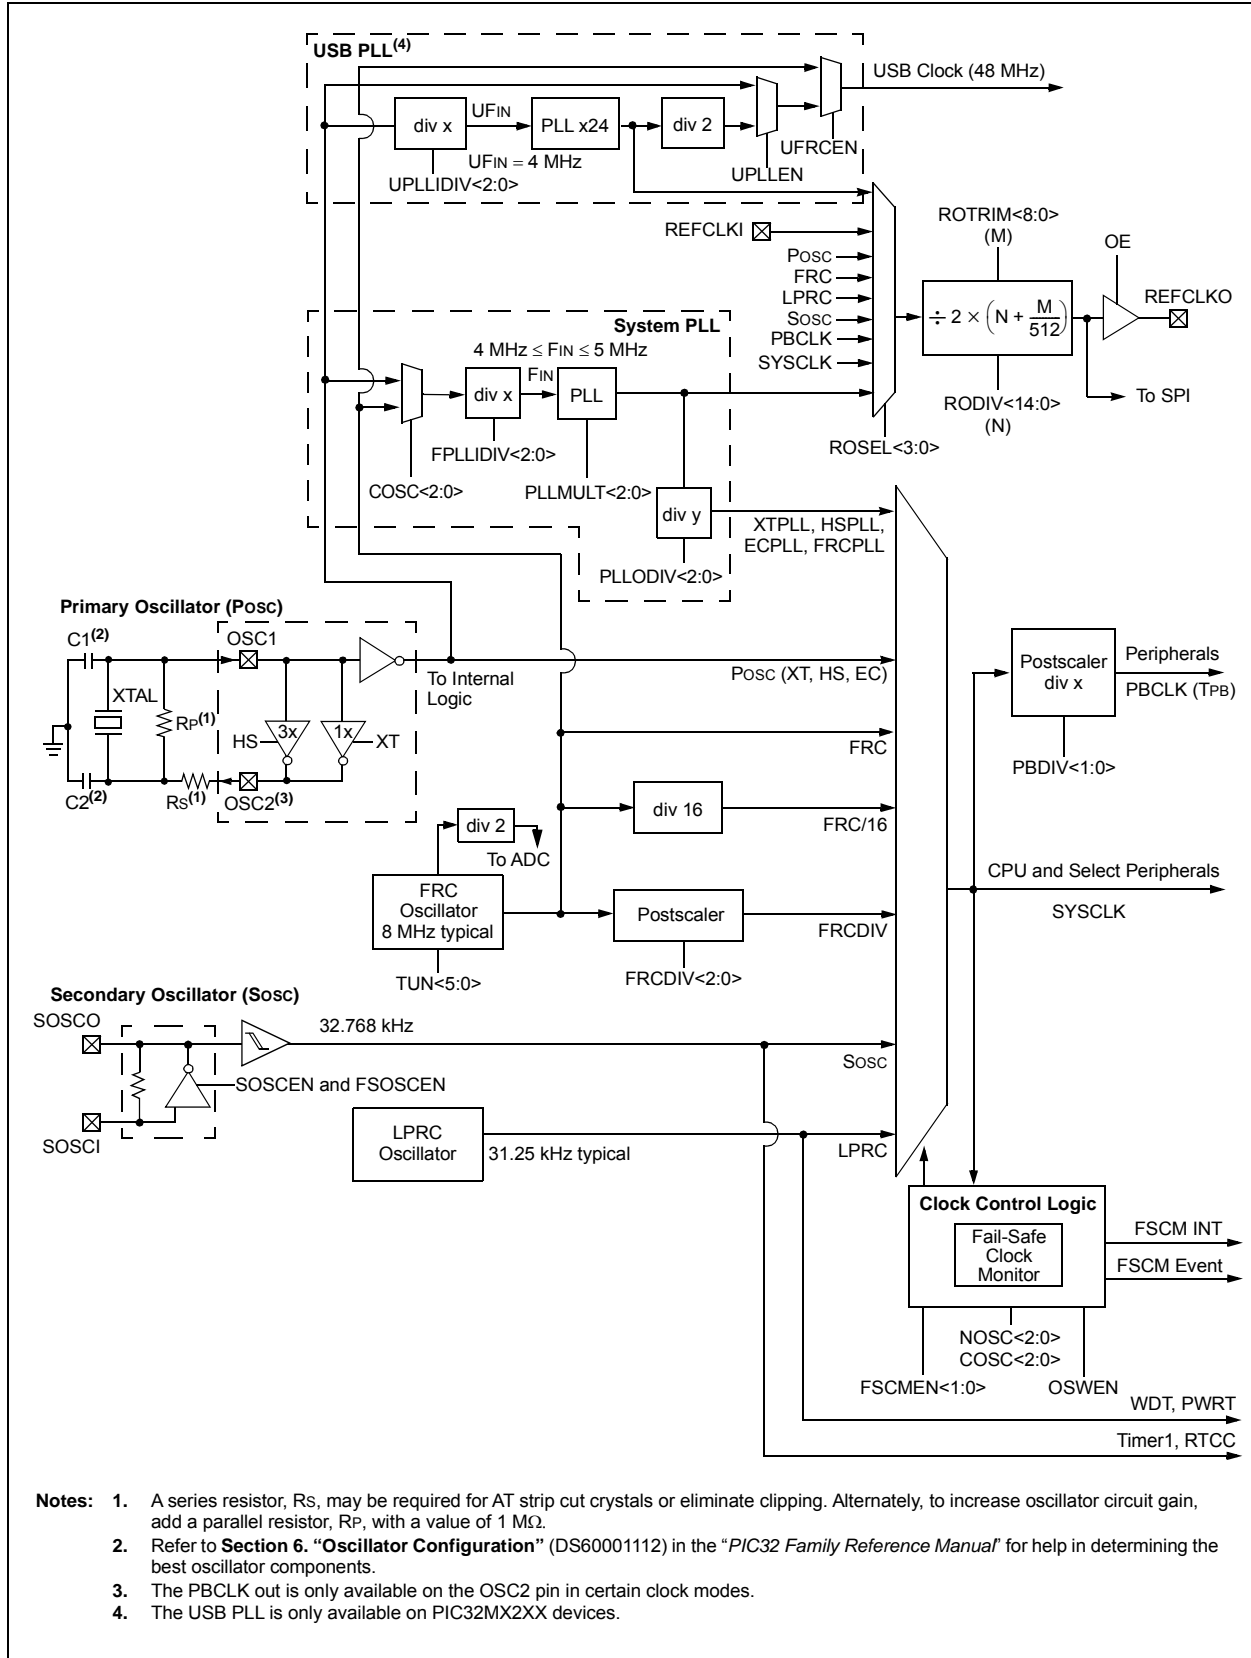 USB PLL(4)
USB Clock (48 MHz)
UFIN
div x
PLL x24
div 2
UFIN = 4 MHz
UFRCEN
UPLLEN
UPLLIDIV<2:0>
ROTRIM<8:0>
(M)
REFCLKI
OE
POSC
FRC
LPRC
SOSC
PBCLK
SYSCLK
÷ 2 × (N + M/512)
REFCLKO
System PLL
4 MHz ≤ FIN ≤ 5 MHz
FIN
div x
PLL
To SPI
RODIV<14:0>
(N)
ROSEL<3:0>
FPLLIDIV<2:0>
COSC<2:0>
PLLMULT<2:0>
div y
XTPLL, HSPLL,
ECPLL, FRCPLL
PLLODIV<2:0>
Primary Oscillator (POSC)
C1(2)
OSC1
To Internal
Logic
POSC (XT, HS, EC)
Postscaler
div x
Peripherals
PBCLK (TPB)
XTAL
RP(1)
3x
1x
HS
XT
FRC
PBDIV<1:0>
C2(2)
RS(1)
OSC2(3)
div 2
To ADC
div 16
FRC/16
CPU and Select Peripherals
SYSCLK
FRC
Oscillator
8 MHz typical
Postscaler
FRCDIV
TUN<5:0>
FRCDIV<2:0>
Secondary Oscillator (SOSC)
SOSCO
32.768 kHz
SOSC
SOSCEN and FSOSCEN
SOSCI
LPRC
Oscillator
31.25 kHz typical
LPRC
Clock Control Logic
Fail-Safe
Clock
Monitor
FSCM INT
FSCM Event
NOSC<2:0>
COSC<2:0>
FSCMEN<1:0>
OSWEN
WDT, PWRT
Timer1, RTCC
Notes: 1. A series resistor, RS, may be required for AT strip cut crystals or eliminate clipping. Alternately, to increase oscillator circuit gain,
add a parallel resistor, RP, with a value of 1 MΩ.
2. Refer to Section 6. “Oscillator Configuration” (DS60001112) in the “PIC32 Family Reference Manual” for help in determining the
best oscillator components.
3. The PBCLK out is only available on the OSC2 pin in certain clock modes.
4. The USB PLL is only available on PIC32MX2XX devices.